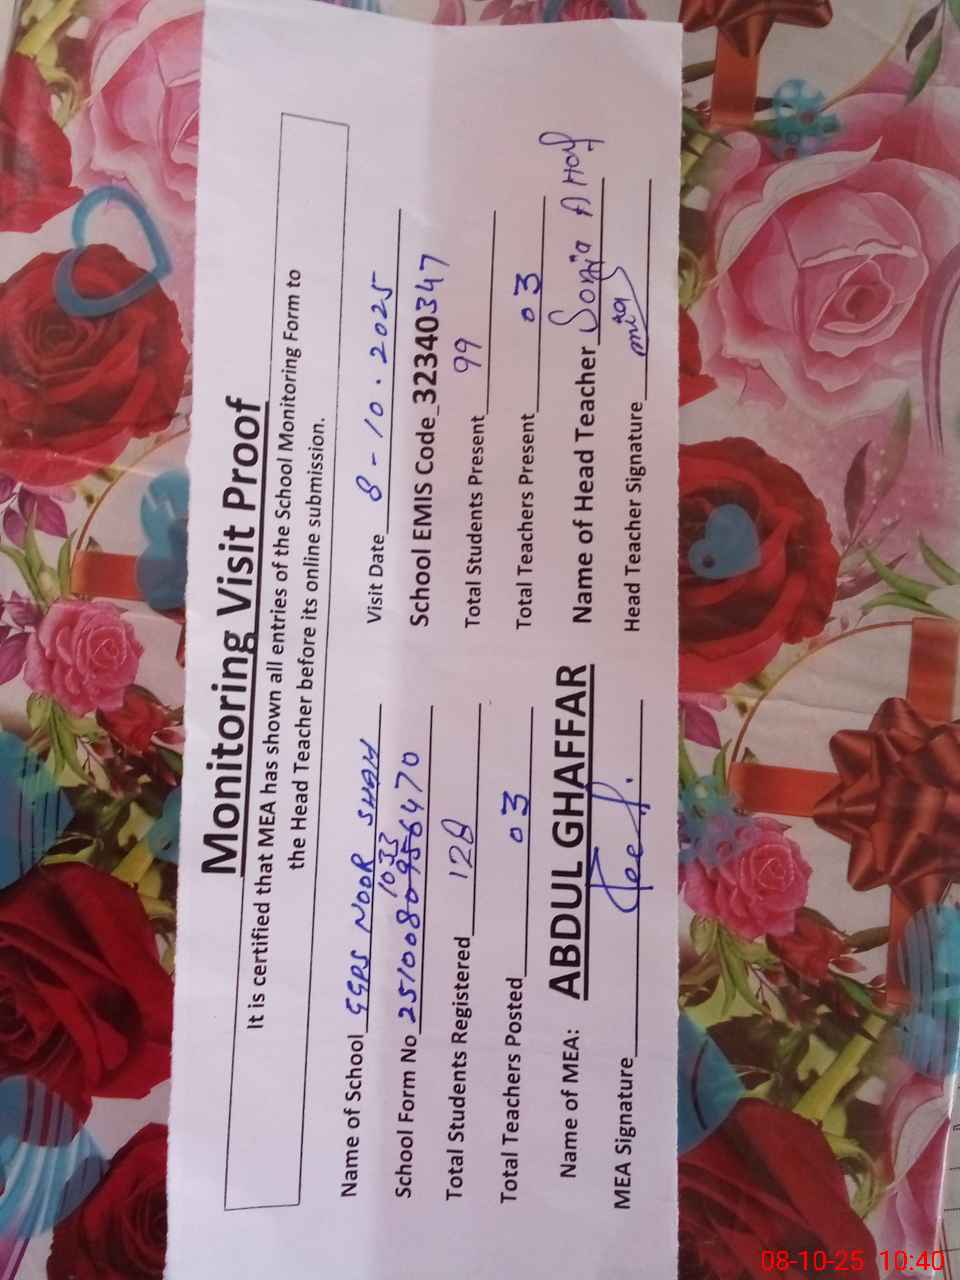 Monitoring Visit Proof
It is certified that MEA has shown all entries of the School Monitoring Form to
the Head Teacher before its online submission.
Name of School GGPS NOOR SHAH Visit Date 8-10.2025
1033
School Form No 2510080956470 School EMIS Code 32340347
Total Students Registered 128 Total Students Present 99
Total Teachers Posted 03 Total Teachers Present 03
Name of MEA: ABDUL GHAFFAR Name of Head Teacher Sonia
MEA Signature Head Teacher Signature
08-10-25 10:40